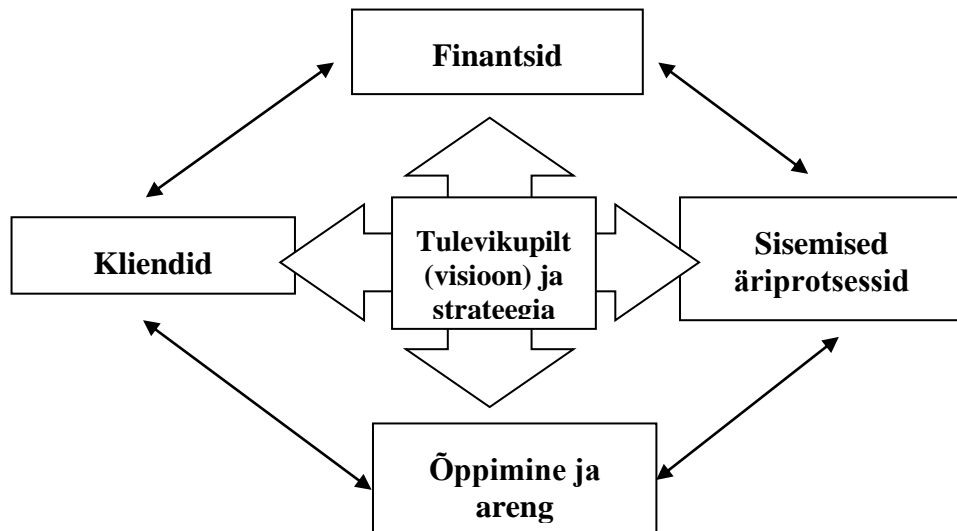 Finantsid
Kliendid
Tulevikupilt
(visioon) ja
strateegia
Sisemised
äriprotsessid
Õppimine ja
areng